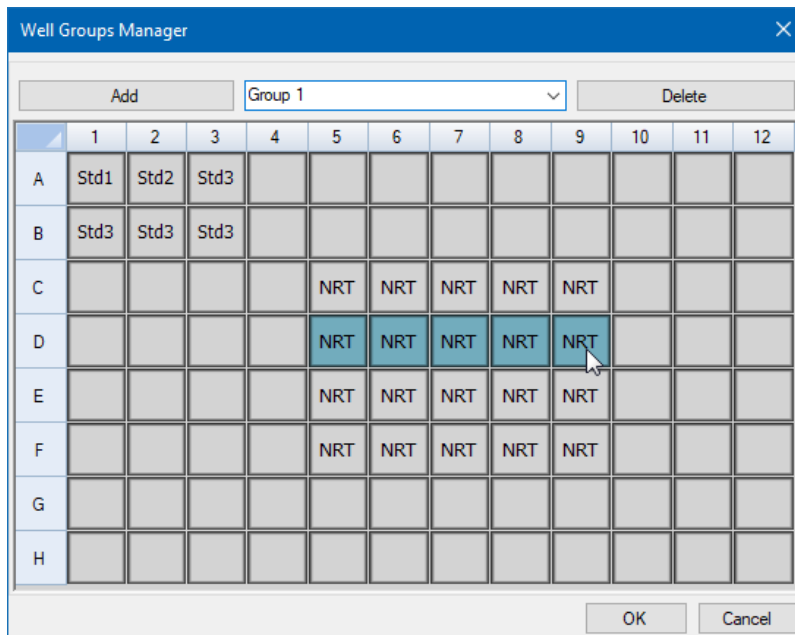 Well Groups Manager
Add Group 1 Delete
1 2 3 4 5 6 7 8 9 10 11 12
A Std1 Std2 Std3
B Std3 Std3 Std3
C NRT NRT NRT NRT NRT
D NRT NRT NRT NRT NRT
E NRT NRT NRT NRT NRT
F NRT NRT NRT NRT NRT
G
H
OK Cancel